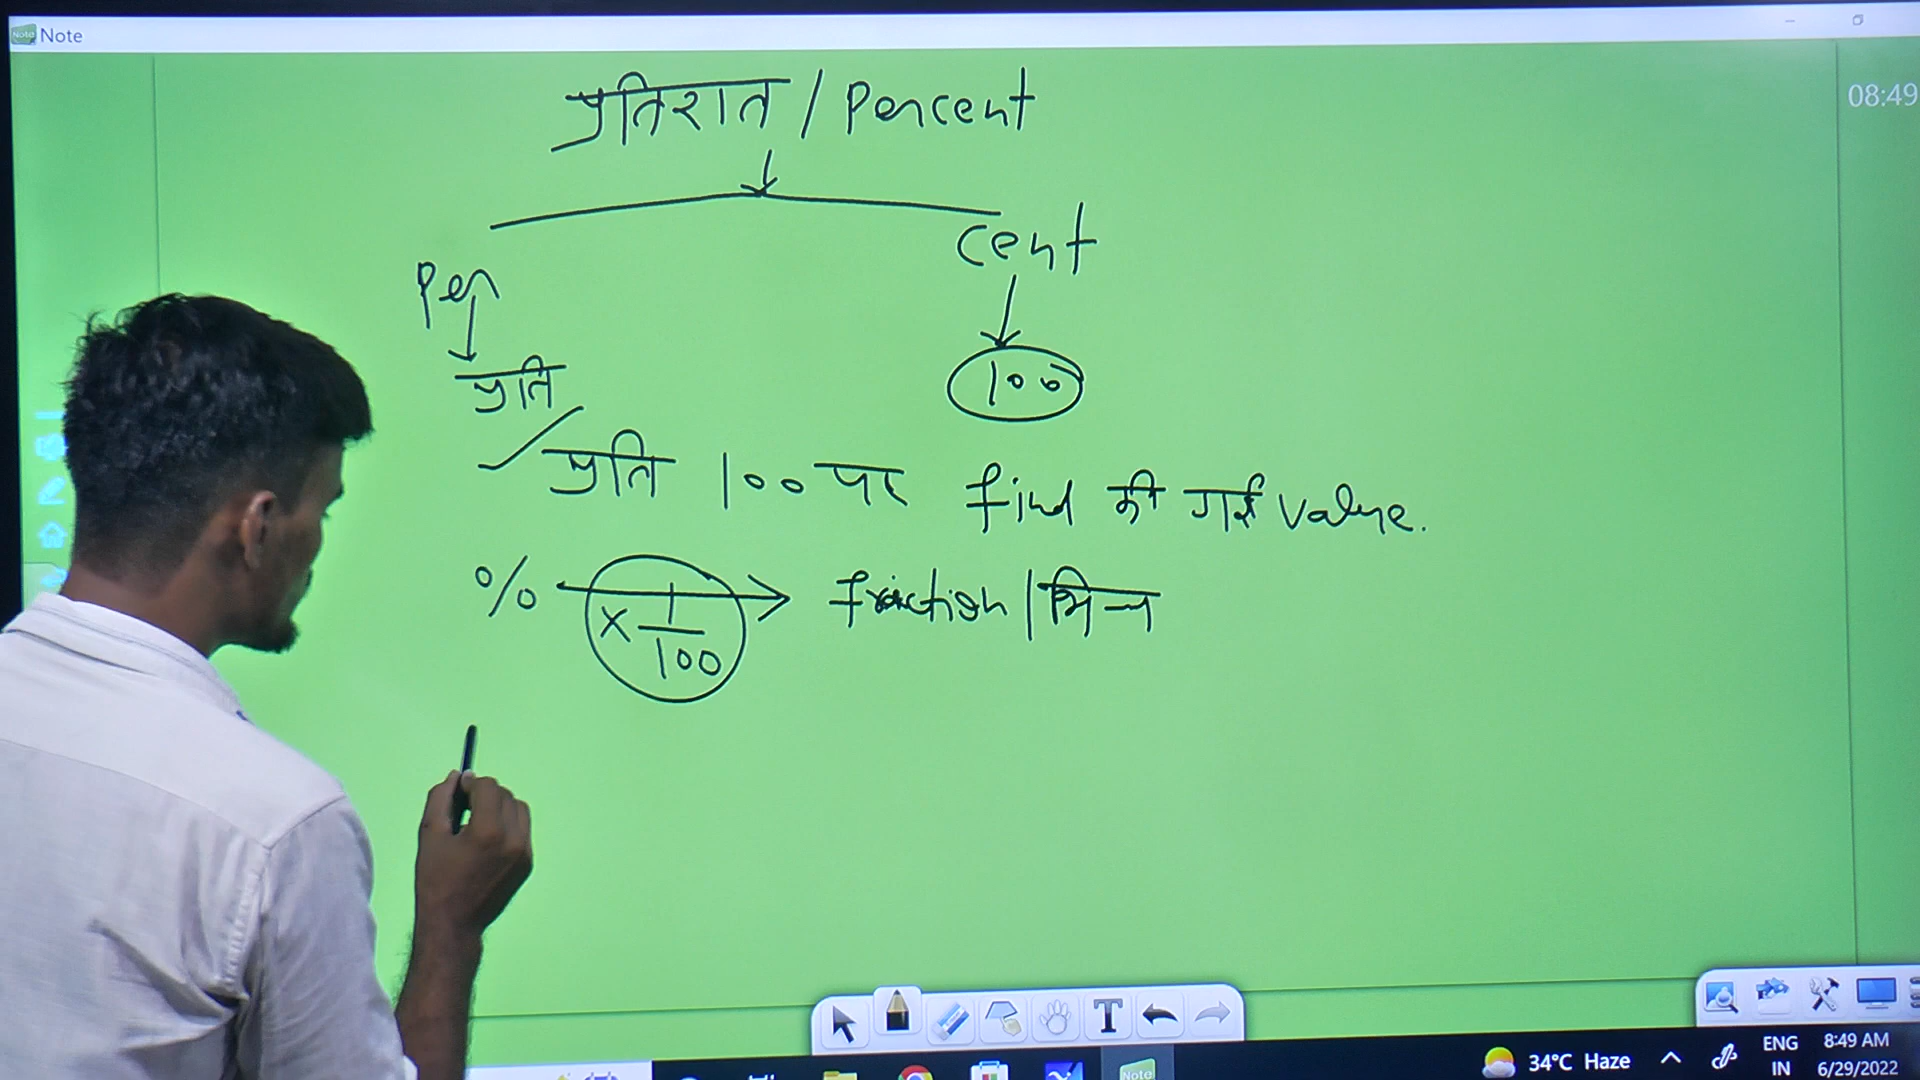 Note
08:49
प्रतिशत / Percent
Per
Cent
प्रति
100
प्रति 100 पर find की गई value.
% × 1/100 → fraction | भिन्न
T
34°C Haze
ENG
IN
8:49 AM
6/29/2022
Note